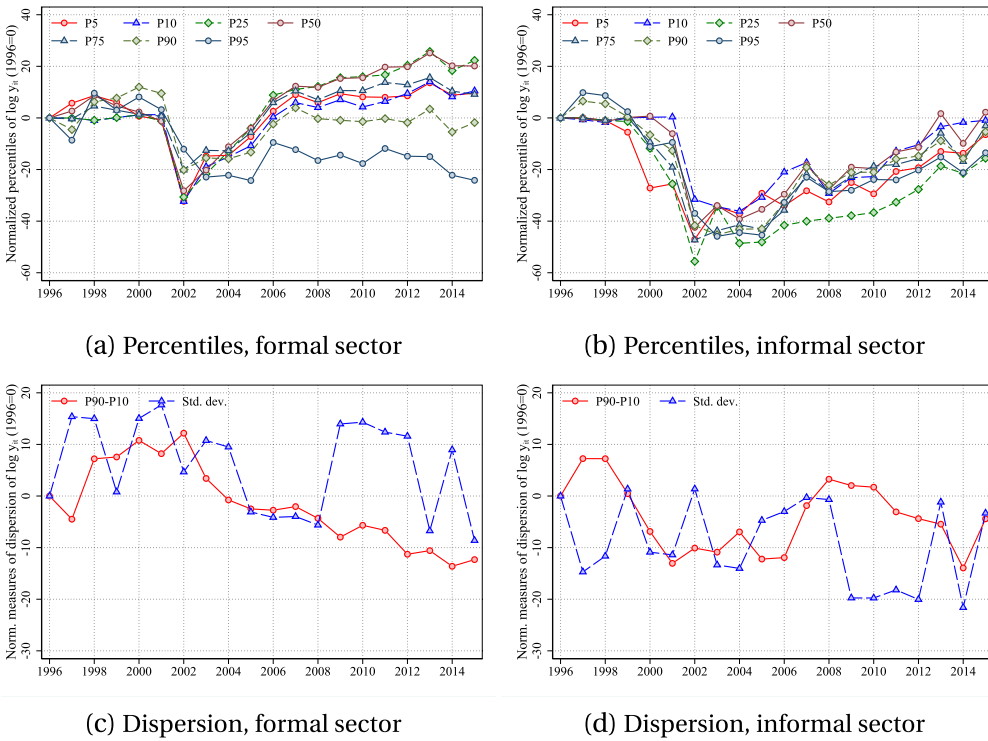 Normalized percentiles of log yit (1996=0)
40
20
0
-20
-40
-60
P5 P10 P25 P50
P75 P90 P95
1996 1998 2000 2002 2004 2006 2008 2010 2012 2014
(a) Percentiles, formal sector
Normalized percentiles of log yit (1996=0)
40
20
0
-20
-40
-60
P5 P10 P25 P50
P75 P90 P95
1996 1998 2000 2002 2004 2006 2008 2010 2012 2014
(b) Percentiles, informal sector
Norm. measures of dispersion of log yit (1996=0)
20
10
0
-10
-20
-30
P90-P10 Std. dev.
1996 1998 2000 2002 2004 2006 2008 2010 2012 2014
(c) Dispersion, formal sector
Norm. measures of dispersion of log yit (1996=0)
20
10
0
-10
-20
-30
P90-P10 Std. dev.
1996 1998 2000 2002 2004 2006 2008 2010 2012 2014
(d) Dispersion, informal sector